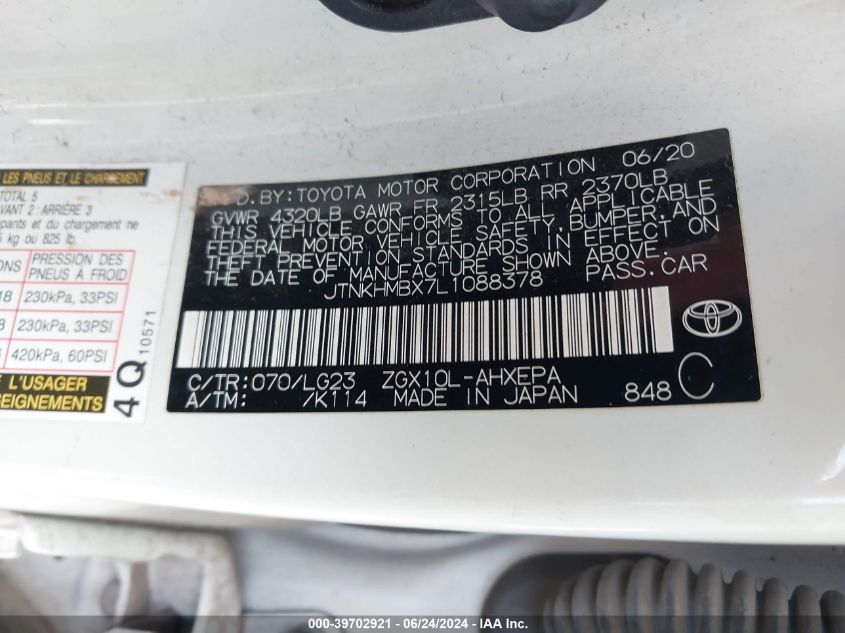 LES PNEUS ET LE CHARGEMENT
TOTAL 5
AVANT 2: ARRIÈRE 3
et du chargement ne
kg ou 825 lb.
PRESSION DES
PNEUS À FROID
18 230kPa, 33PSI
230kPa, 33PSI
420kPa, 60PSI
L'USAGER
4Q 10571
D. BY: TOYOTA MOTOR CORPORATION 06/20
GVWR 4320LB GAWR FR 2315LB RR 2370LB
THIS VEHICLE CONFORMS TO ALL APPLICABLE
FEDERAL MOTOR VEHICLE SAFETY, BUMPER, AND
THEFT PREVENTION STANDARDS IN EFFECT ON
THE DATE OF MANUFACTURE SHOWN ABOVE.
JTNKHMBX7L1088378 PASS. CAR
C/TR: 070/LG23 ZGX10L-AHXEPA
A/TM: /K114 MADE IN JAPAN 848 C
000-39702921 - 06/24/2024 - IAA Inc.